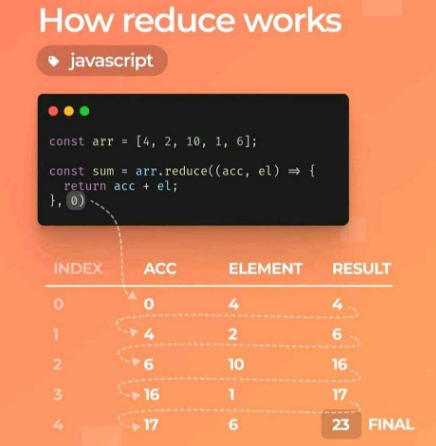 How reduce works
javascript
const arr = [4, 2, 10, 1, 6];
const sum = arr.reduce((acc, el) ⇒ {
return acc + el;
}, 0)
INDEX ACC ELEMENT RESULT
0 0 4 4
1 4 2 6
2 6 10 16
3 16 1 17
4 17 6 23 FINAL